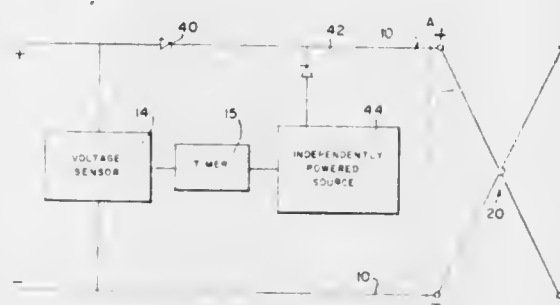 +
40
42
10
A
+
14
15
44
VOLTAGE
SENSOR
TIMER
INDEPENDENTLY
POWERED
SOURCE
20
-
10
-